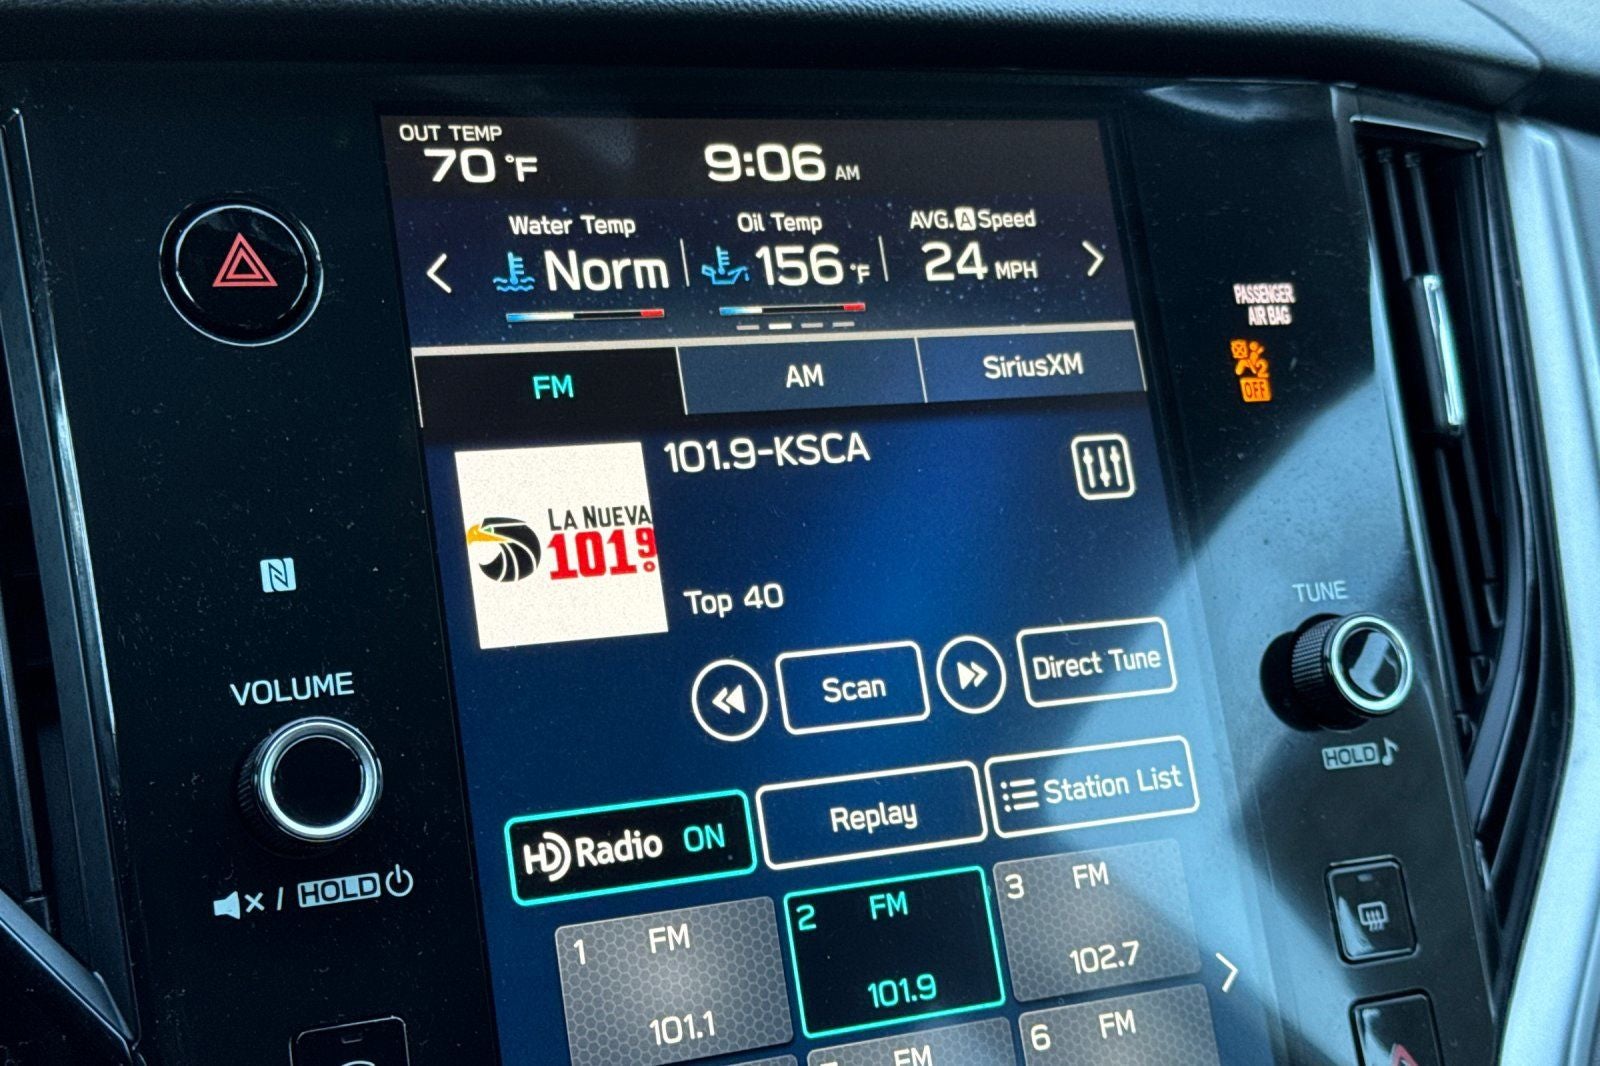 OUT TEMP
70 °F
9:06 AM
Water Temp
Norm
Oil Temp
156 °F
AVG. A Speed
24 MPH
PASSENGER
AIR BAG
2
OFF
FM
AM
SiriusXM
101.9-KSCA
LA NUEVA
101.9
Top 40
Scan
Direct Tune
TUNE
HOLD
VOLUME
/ HOLD
HD Radio ON
Replay
Station List
1 FM
101.1
2 FM
101.9
3 FM
102.7
FM
6 FM